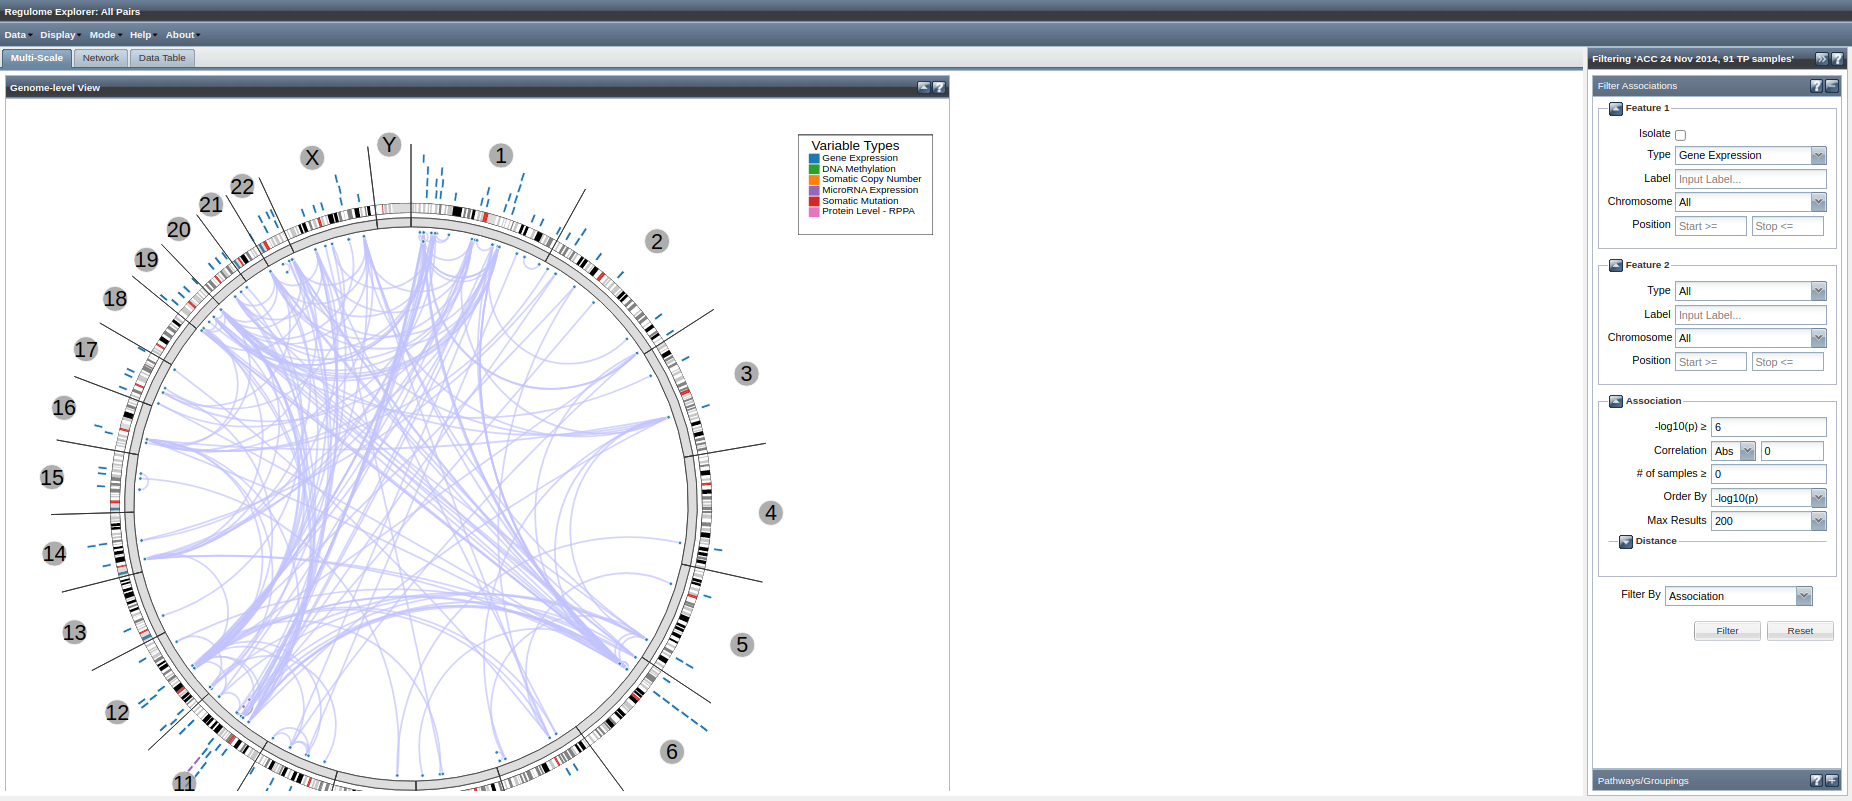 Regulome Explorer: All Pairs
Data Display Mode Help About
Multi-Scale Network Data Table
Genome-level View
Variable Types
Gene Expression
DNA Methylation
Somatic Copy Number
MicroRNA Expression
Somatic Mutation
Protein Level - RPPA
1
2
3
4
5
6
11
12
13
14
15
16
17
18
19
20
21
22
X
Y
Filtering 'ACC 24 Nov 2014, 91 TP samples' » ?
Filter Associations ? −
Feature 1
Isolate
Type Gene Expression
Label Input Label...
Chromosome All
Position Start >= Stop <=
Feature 2
Type All
Label Input Label...
Chromosome All
Position Start >= Stop <=
Association
-log10(p) ≥ 6
Correlation Abs 0
# of samples ≥ 0
Order By -log10(p)
Max Results 200
Distance
Filter By Association
Filter Reset
Pathways/Groupings ? +